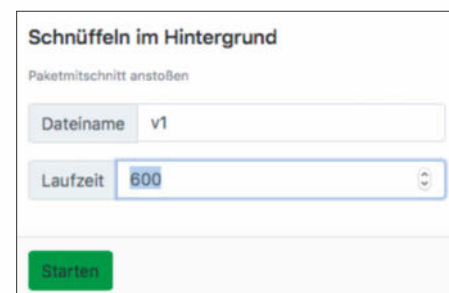 Schnüffeln im Hintergrund
Paketmitschnitt anstoßen
Dateiname v1
Laufzeit 600
Starten